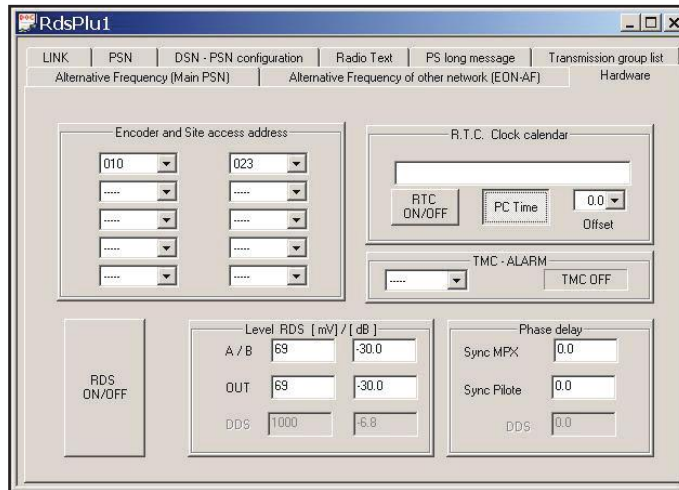 RdsPlu1
LINK PSN DSN - PSN configuration Radio Text PS long message Transmission group list
Alternative Frequency (Main PSN) Alternative Frequency of other network (EON-AF) Hardware
Encoder and Site access address
010 023
----- -----
----- -----
----- -----
----- -----
R.T.C. Clock calendar
RTC ON/OFF
PC Time
0.0
Offset
TMC - ALARM
-----
TMC OFF
RDS ON/OFF
Level RDS [ mV] / [ dB ]
A / B 69 -30.0
OUT 69 -30.0
DDS 1000 -6.8
Phase delay
Sync MPX 0.0
Sync Pilote 0.0
DDS 0.0